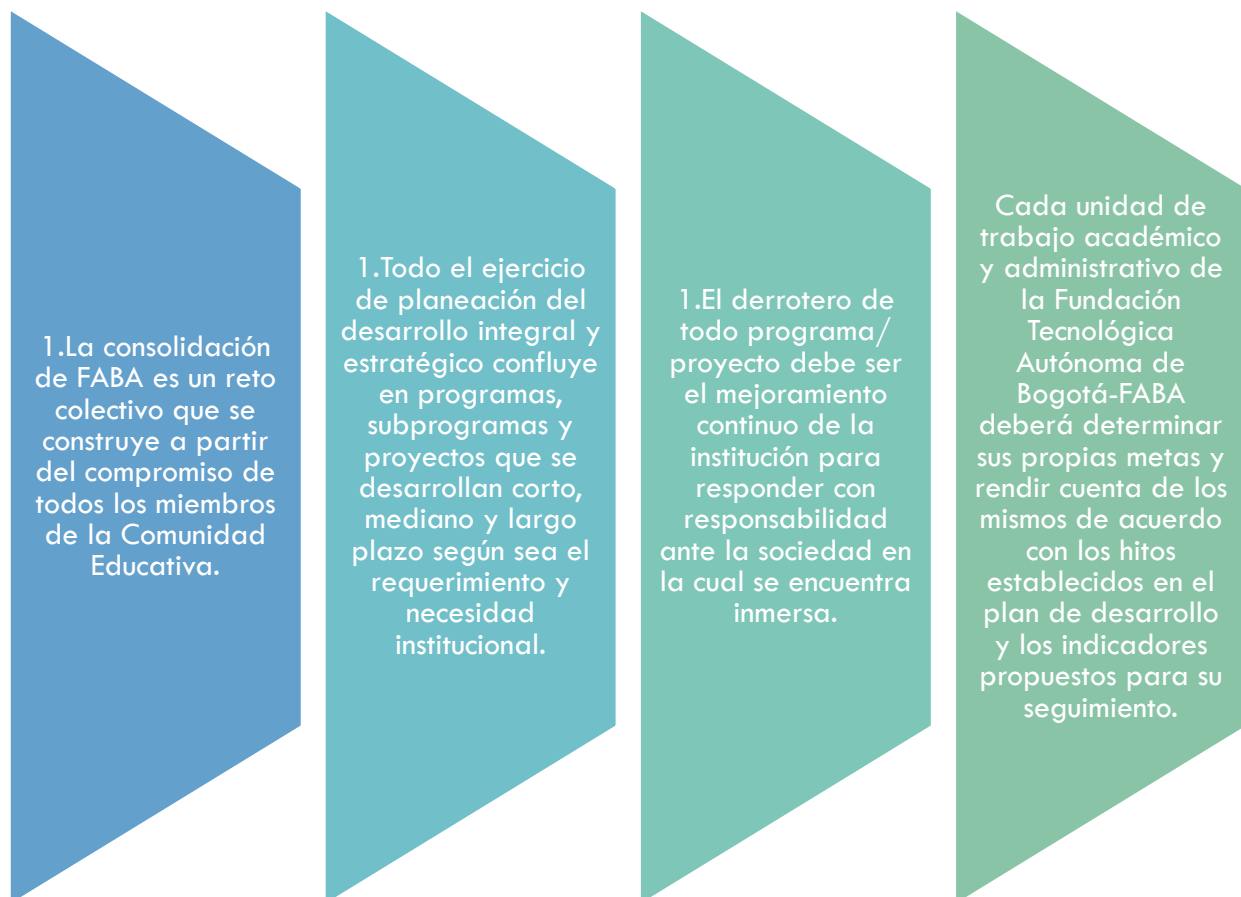 1.La consolidación
de FABA es un reto
colectivo que se
construye a partir
del compromiso de
todos los miembros
de la Comunidad
Educativa.
1.Todo el ejercicio
de planeación del
desarrollo integral y
estratégico confluye
en programas,
subprogramas y
proyectos que se
desarrollan corto,
mediano y largo
plazo según sea el
requerimiento y
necesidad
institucional.
1.El derrotero de
todo programa/
proyecto debe ser
el mejoramiento
continuo de la
institución para
responder con
responsabilidad
ante la sociedad en
la cual se encuentra
inmersa.
Cada unidad de
trabajo académico
y administrativo de
la Fundación
Tecnológica
Autónoma de
Bogotá-FABA
deberá determinar
sus propias metas y
rendir cuenta de los
mismos de acuerdo
con los hitos
establecidos en el
plan de desarrollo
y los indicadores
propuestos para su
seguimiento.